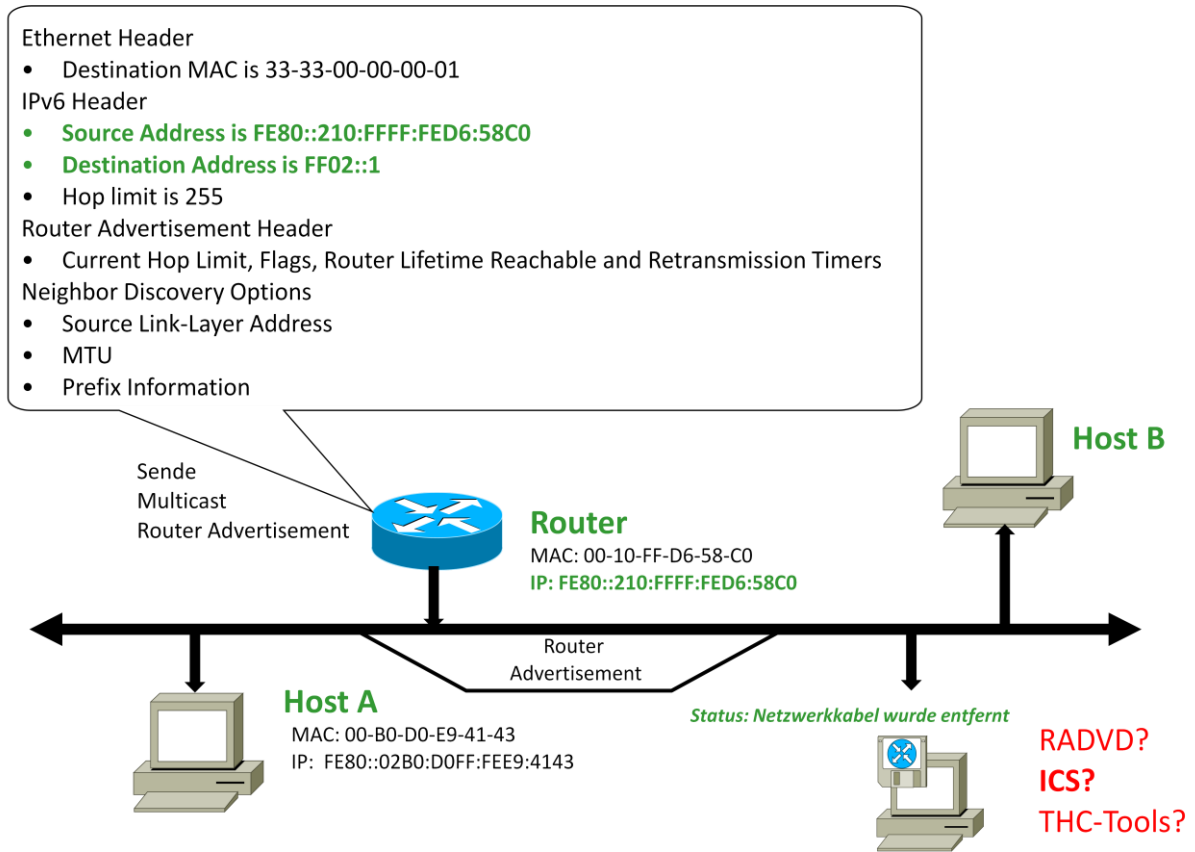 Ethernet Header
• Destination MAC is 33-33-00-00-00-01
IPv6 Header
• Source Address is FE80::210:FFFF:FED6:58C0
• Destination Address is FF02::1
• Hop limit is 255
Router Advertisement Header
• Current Hop Limit, Flags, Router Lifetime Reachable and Retransmission Timers
Neighbor Discovery Options
• Source Link-Layer Address
• MTU
• Prefix Information
Sende
Multicast
Router Advertisement
Router
MAC: 00-10-FF-D6-58-C0
IP: FE80::210:FFFF:FED6:58C0
Host B
Router
Advertisement
Host A
MAC: 00-B0-D0-E9-41-43
IP: FE80::02B0:D0FF:FEE9:4143
Status: Netzwerkkabel wurde entfernt
RADVD?
ICS?
THC-Tools?